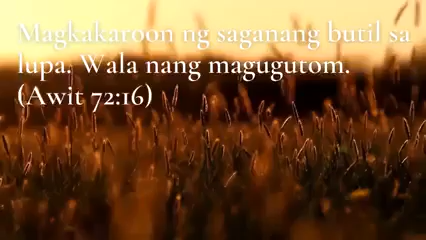 Magkakaroon ng saganang butil sa
lupa. Wala nang magugutom.
(Awit 72:16)